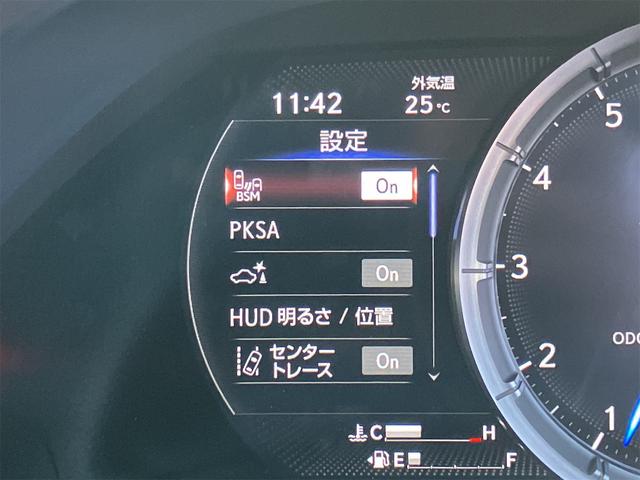 外気温
11:42 25℃
設定
BSM On
PKSA
On
HUD 明るさ / 位置
センター
トレース On
C H
E F
5
4
3
2
1
ODO